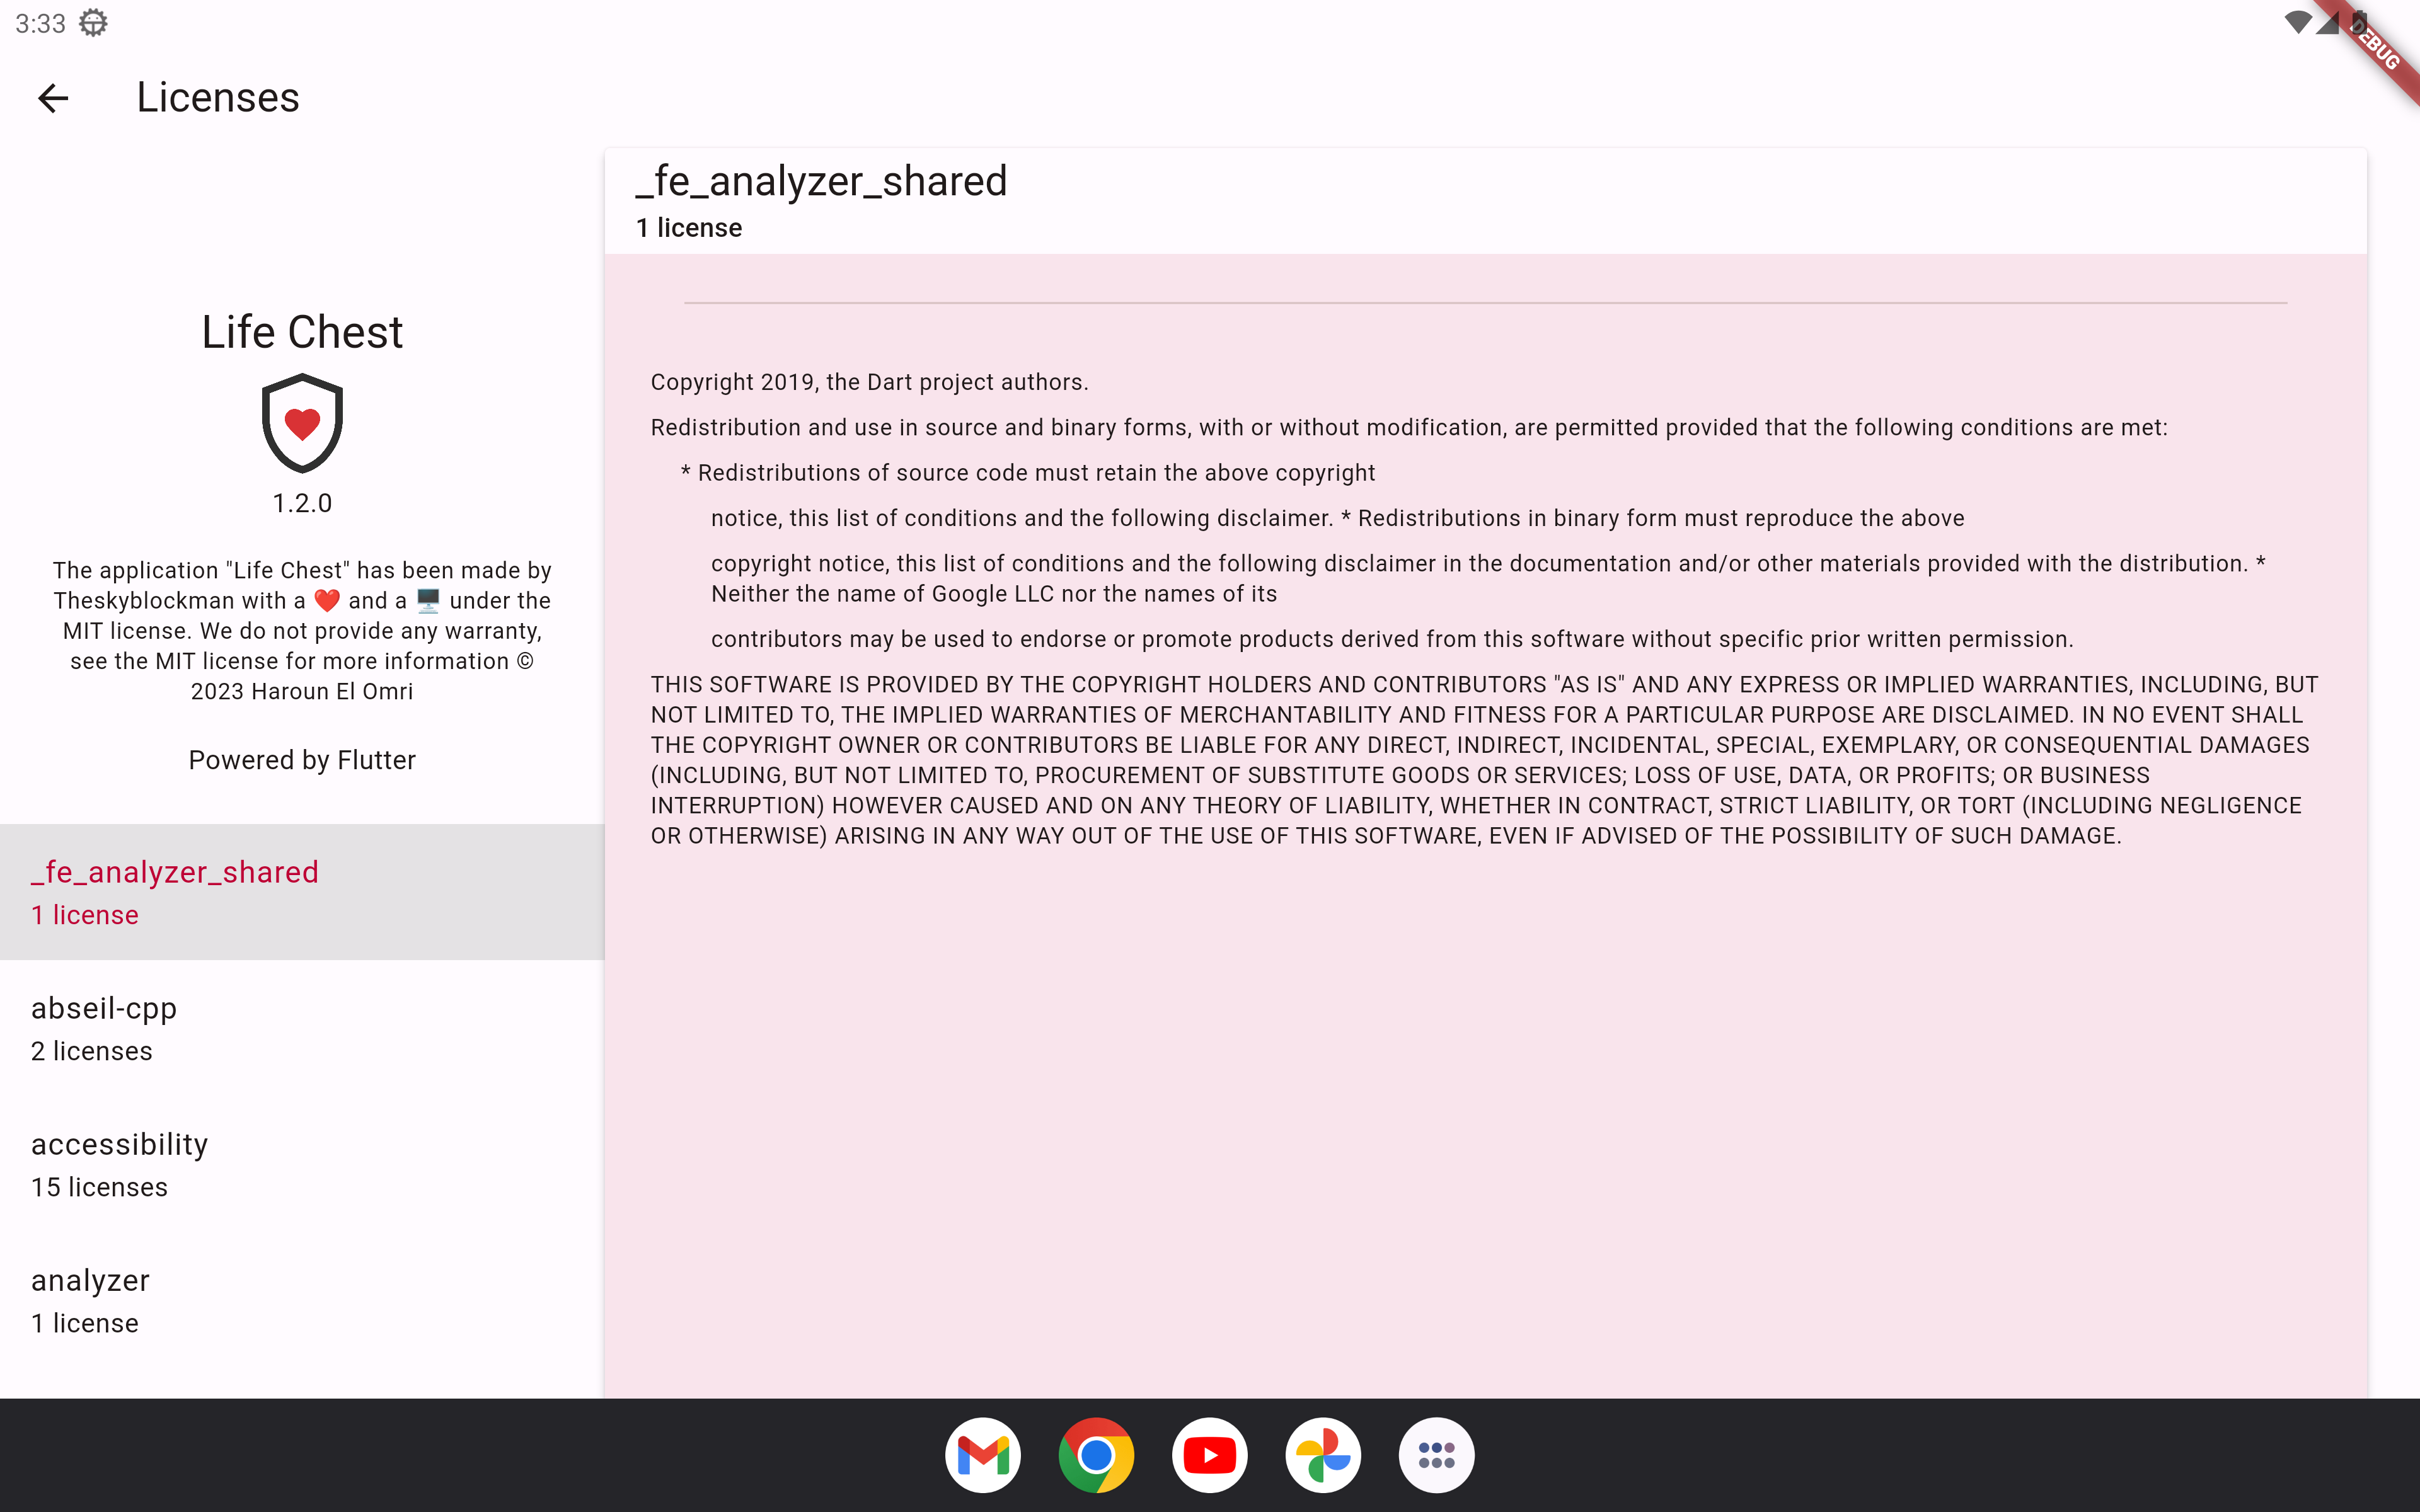 3:33
DEBUG
Licenses
Life Chest
1.2.0
The application "Life Chest" has been made by
Theskyblockman with a ❤️ and a 🖥️ under the
MIT license. We do not provide any warranty,
see the MIT license for more information ©
2023 Haroun El Omri
Powered by Flutter
_fe_analyzer_shared
1 license
abseil-cpp
2 licenses
accessibility
15 licenses
analyzer
1 license
_fe_analyzer_shared
1 license
Copyright 2019, the Dart project authors.
Redistribution and use in source and binary forms, with or without modification, are permitted provided that the following conditions are met:
* Redistributions of source code must retain the above copyright
notice, this list of conditions and the following disclaimer. * Redistributions in binary form must reproduce the above
copyright notice, this list of conditions and the following disclaimer in the documentation and/or other materials provided with the distribution. *
Neither the name of Google LLC nor the names of its
contributors may be used to endorse or promote products derived from this software without specific prior written permission.
THIS SOFTWARE IS PROVIDED BY THE COPYRIGHT HOLDERS AND CONTRIBUTORS "AS IS" AND ANY EXPRESS OR IMPLIED WARRANTIES, INCLUDING, BUT
NOT LIMITED TO, THE IMPLIED WARRANTIES OF MERCHANTABILITY AND FITNESS FOR A PARTICULAR PURPOSE ARE DISCLAIMED. IN NO EVENT SHALL
THE COPYRIGHT OWNER OR CONTRIBUTORS BE LIABLE FOR ANY DIRECT, INDIRECT, INCIDENTAL, SPECIAL, EXEMPLARY, OR CONSEQUENTIAL DAMAGES
(INCLUDING, BUT NOT LIMITED TO, PROCUREMENT OF SUBSTITUTE GOODS OR SERVICES; LOSS OF USE, DATA, OR PROFITS; OR BUSINESS
INTERRUPTION) HOWEVER CAUSED AND ON ANY THEORY OF LIABILITY, WHETHER IN CONTRACT, STRICT LIABILITY, OR TORT (INCLUDING NEGLIGENCE
OR OTHERWISE) ARISING IN ANY WAY OUT OF THE USE OF THIS SOFTWARE, EVEN IF ADVISED OF THE POSSIBILITY OF SUCH DAMAGE.